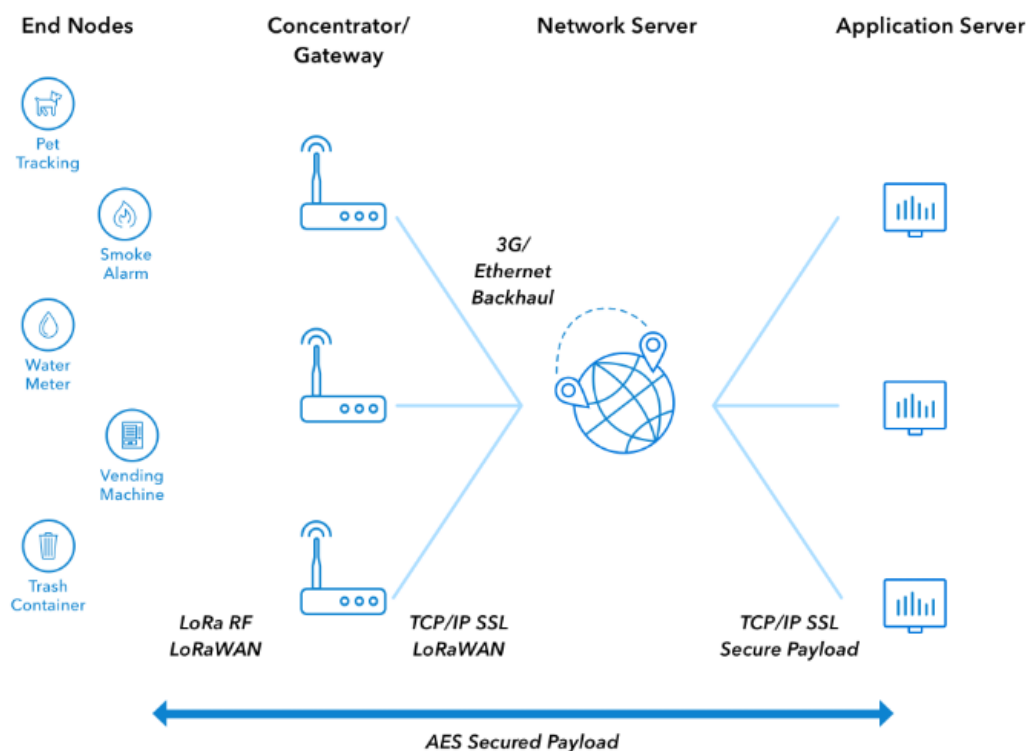 End Nodes
Concentrator/
Gateway
Network Server
Application Server
Pet
Tracking
Smoke
Alarm
Water
Meter
Vending
Machine
Trash
Container
3G/
Ethernet
Backhaul
LoRa RF
LoRaWAN
TCP/IP SSL
LoRaWAN
TCP/IP SSL
Secure Payload
AES Secured Payload